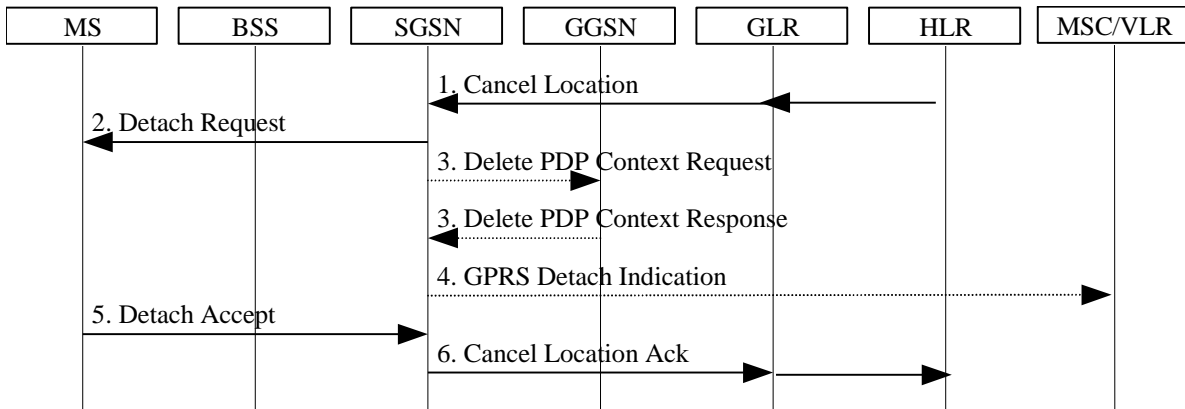 MS BSS SGSN GGSN GLR HLR MSC/VLR
1. Cancel Location
2. Detach Request
3. Delete PDP Context Request
3. Delete PDP Context Response
4. GPRS Detach Indication
5. Detach Accept
6. Cancel Location Ack